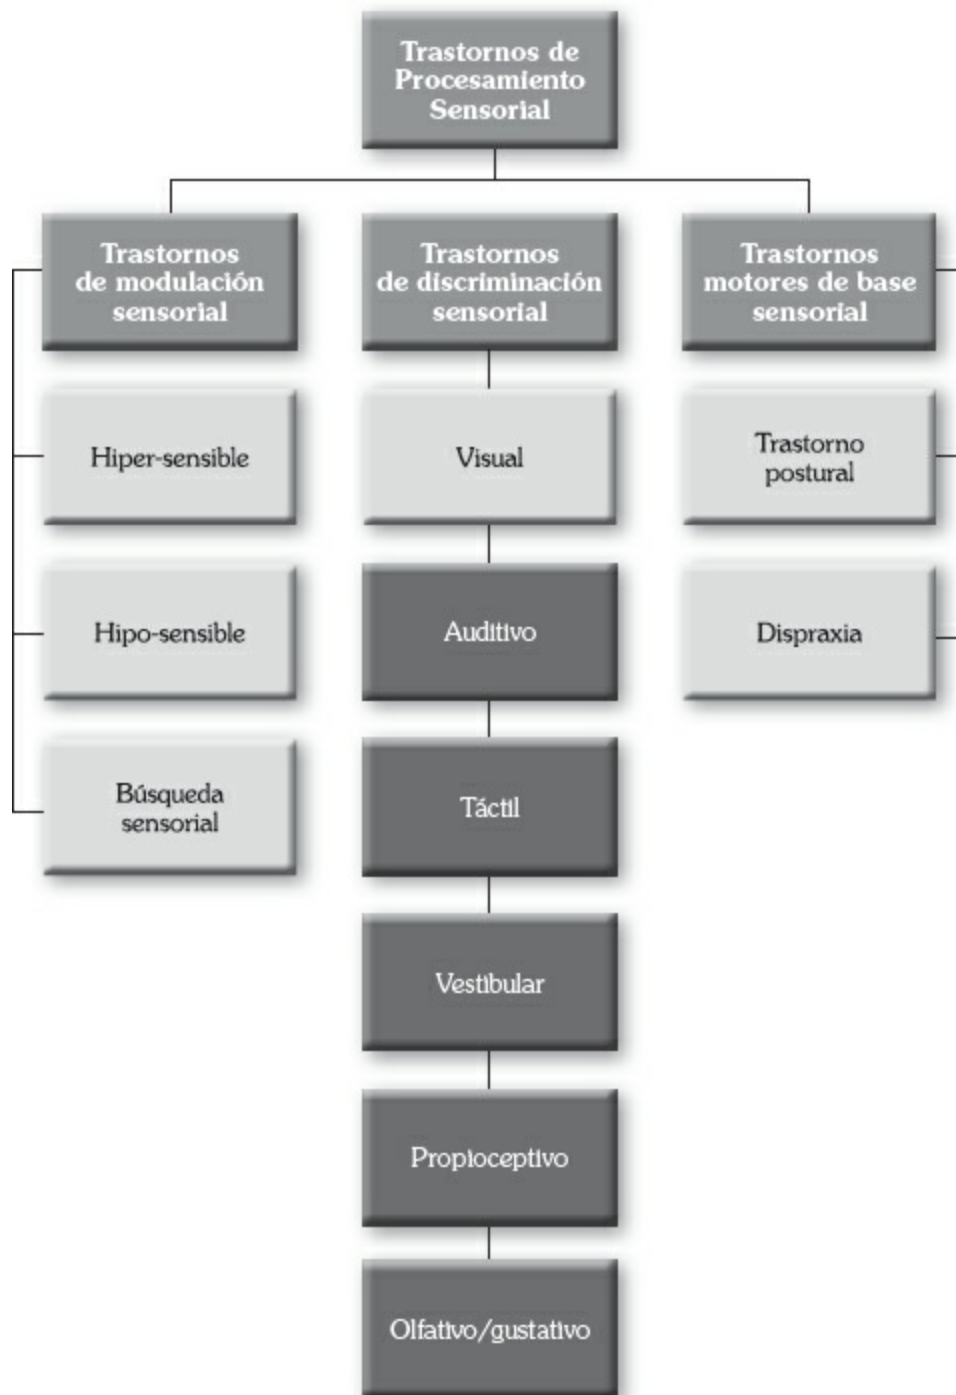 Trastornos de
Procesamiento
Sensorial
Trastornos
de modulación
sensorial
Hiper-sensible
Hipo-sensible
Búsqueda
sensorial
Trastornos
de discriminación
sensorial
Visual
Auditivo
Táctil
Vestibular
Propioceptivo
Olfativo/gustativo
Trastornos
motores de base
sensorial
Trastorno
postural
Dispraxia